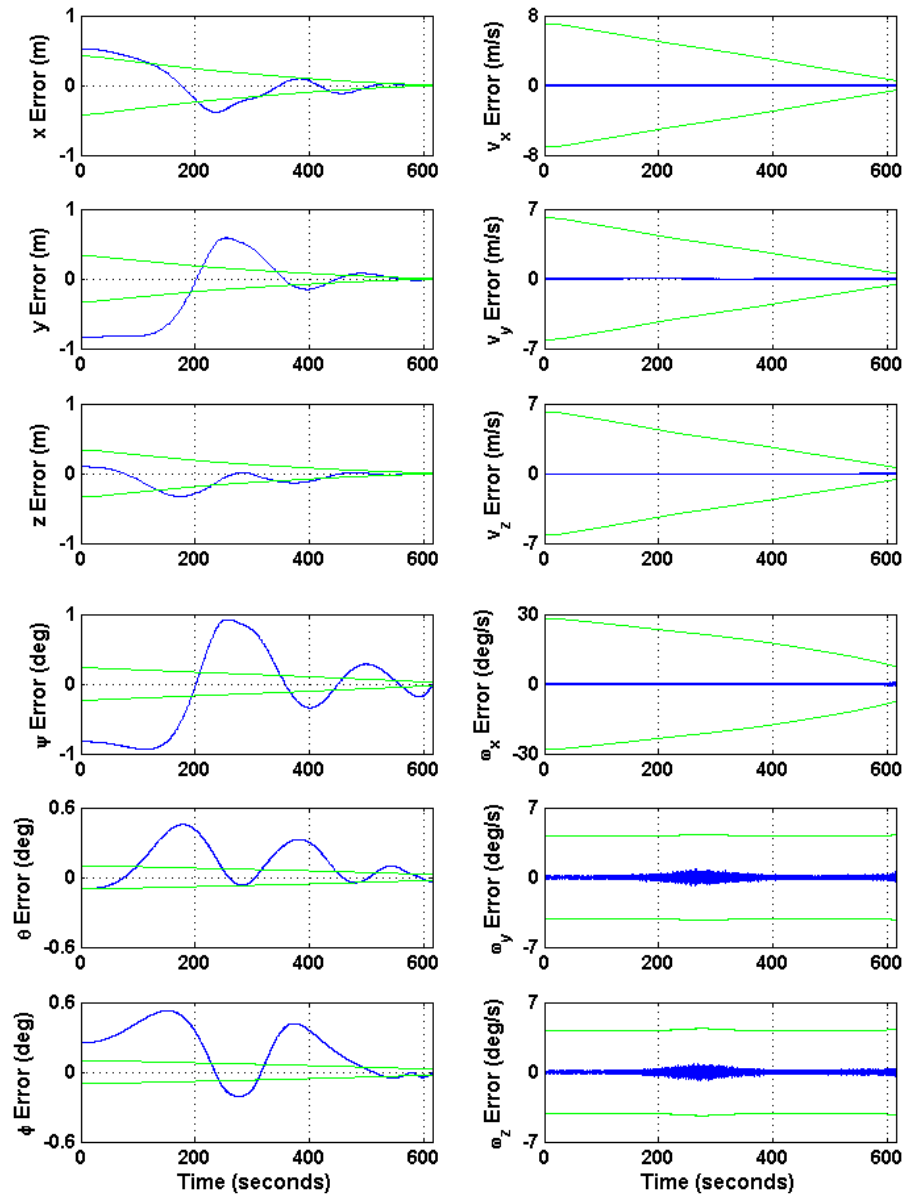 x Error (m)
1
0
-1
0 200 400 600
v_x Error (m/s)
8
0
-8
0 200 400 600
y Error (m)
1
0
-1
0 200 400 600
v_y Error (m/s)
7
0
-7
0 200 400 600
z Error (m)
1
0
-1
0 200 400 600
v_z Error (m/s)
7
0
-7
0 200 400 600
ψ Error (deg)
1
0
-1
0 200 400 600
ω_x Error (deg/s)
30
0
-30
0 200 400 600
θ Error (deg)
0.6
0
-0.6
0 200 400 600
ω_y Error (deg/s)
7
0
-7
0 200 400 600
ϕ Error (deg)
0.6
0
-0.6
0 200 400 600
Time (seconds)
ω_z Error (deg/s)
7
0
-7
0 200 400 600
Time (seconds)